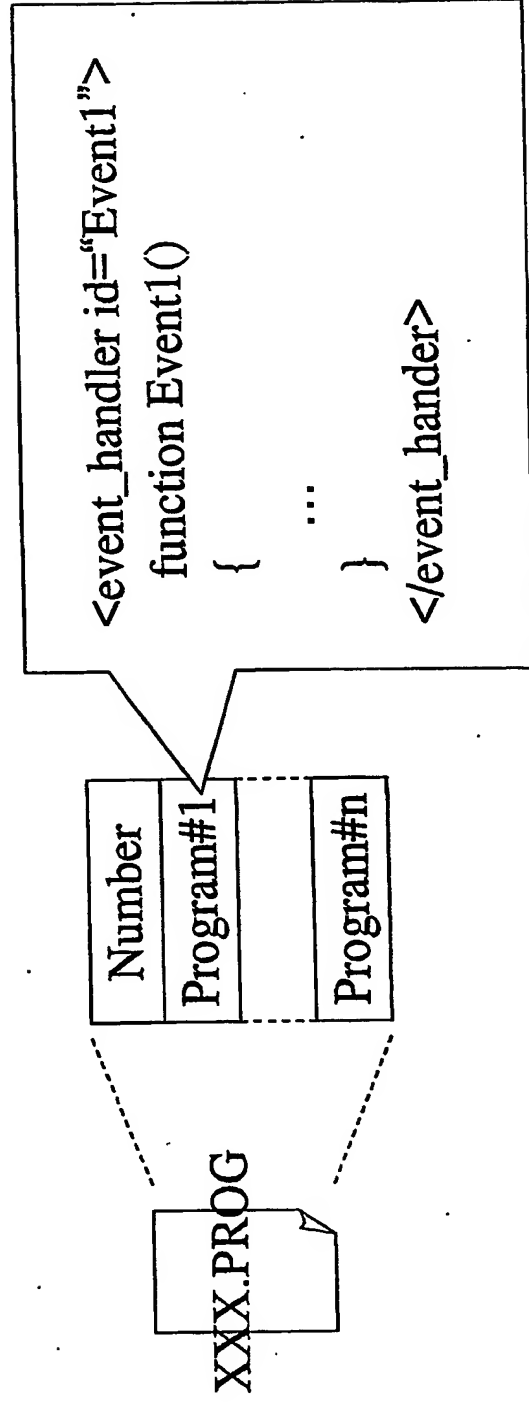 XXX.PROG
Number
Program#1
Program#n
<event_handler id=“Event1”>
function Event1()
{
...
}
</event_hander>